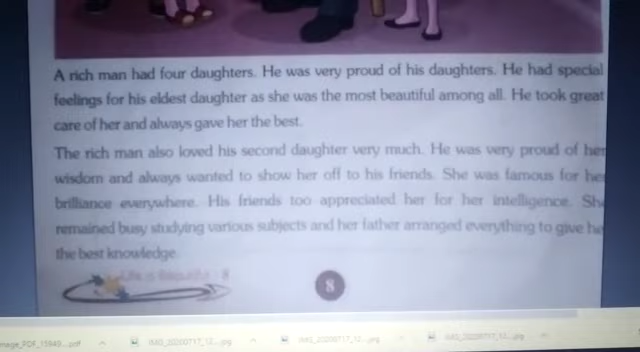 A rich man had four daughters. He was very proud of his daughters. He had special
feelings for his eldest daughter as she was the most beautiful among all. He took great
care of her and always gave her the best.
The rich man also loved his second daughter very much. He was very proud of her
wisdom and always wanted to show her off to his friends. She was famous for her
brilliance everywhere. His friends too appreciated her for her intelligence. She
remained busy studying various subjects and her father arranged everything to give he
the best knowledge.
Life is Beautiful - 8
8